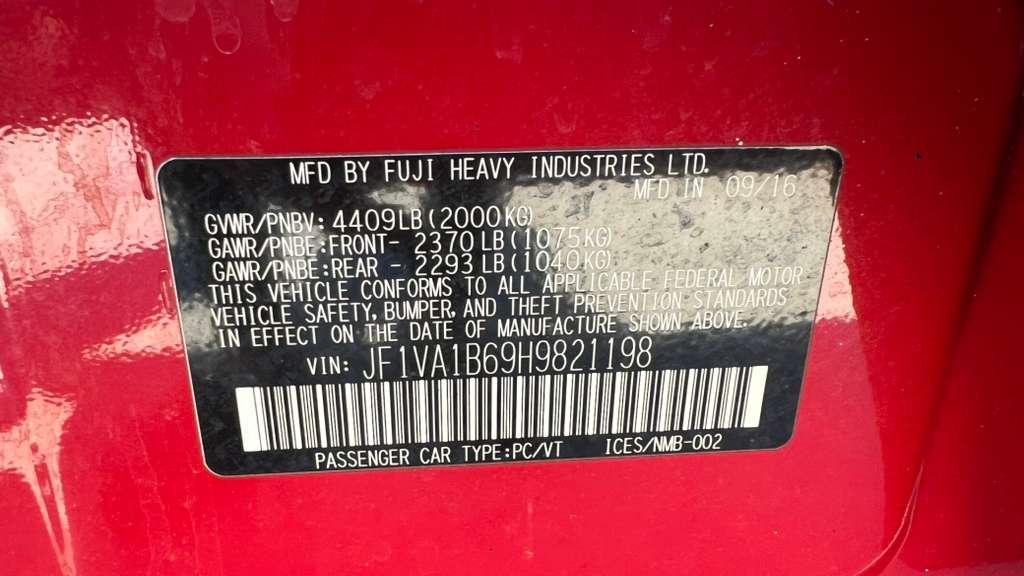 MFD BY FUJI HEAVY INDUSTRIES LTD.
MFD IN 09/16
GVWR/PNBV: 4409LB(2000KG)
GAWR/PNBE:FRONT- 2370LB(1075KG)
GAWR/PNBE:REAR - 2293LB(1040KG)
THIS VEHICLE CONFORMS TO ALL APPLICABLE FEDERAL MOTOR
VEHICLE SAFETY, BUMPER, AND THEFT PREVENTION STANDARDS
IN EFFECT ON THE DATE OF MANUFACTURE SHOWN ABOVE.
VIN: JF1VA1B69H9821198
PASSENGER CAR TYPE:PC/VT ICES/NMB-002